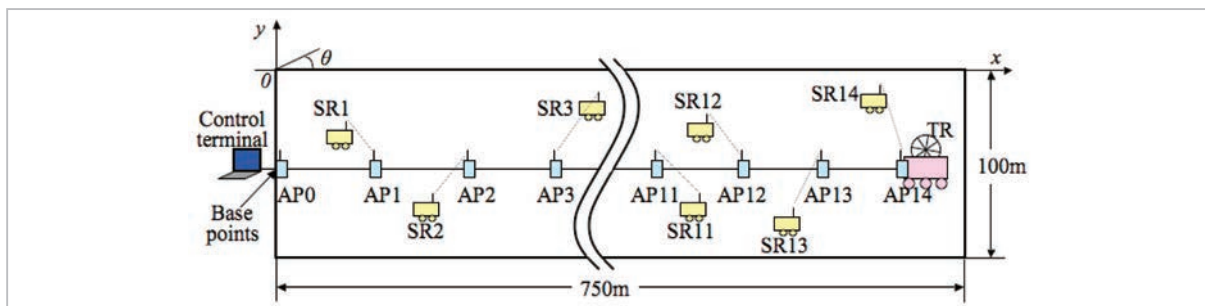 y
θ
0
x
SR1
SR3
SR12
SR14
TR
Control
terminal
AP0
AP1
AP2
AP3
AP11
AP12
AP13
AP14
100m
Base
points
SR2
SR11
SR13
750m